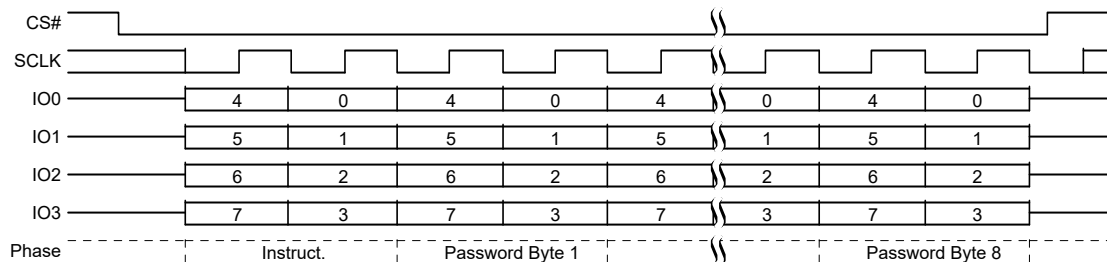 CS#
SCLK
IO0 4 0 4 0 4 0 4 0
IO1 5 1 5 1 5 1 5 1
IO2 6 2 6 2 6 2 6 2
IO3 7 3 7 3 7 3 7 3
Phase Instruct. Password Byte 1 Password Byte 8